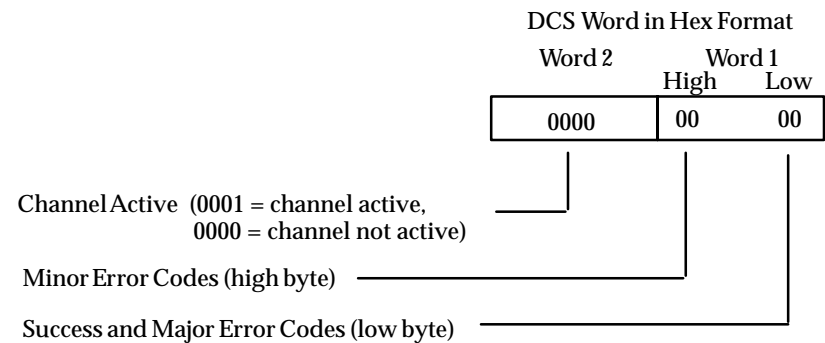 DCS Word in Hex Format
Word 2 Word 1
High Low
0000 00 00
Channel Active (0001 = channel active,
0000 = channel not active)
Minor Error Codes (high byte)
Success and Major Error Codes (low byte)